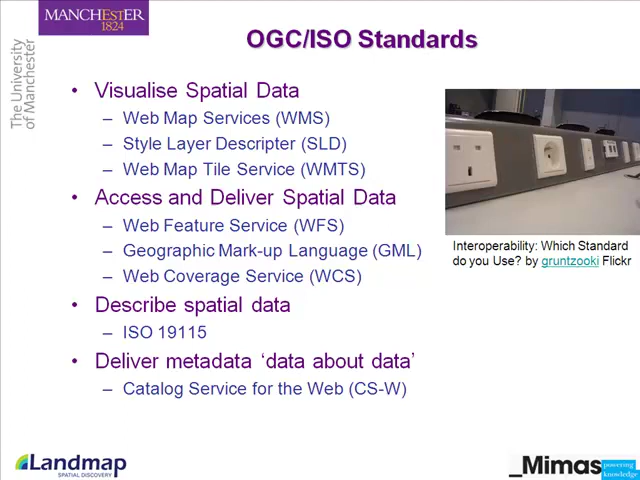 MANCHESTER
1824
The University
of Manchester
OGC/ISO Standards
• Visualise Spatial Data
– Web Map Services (WMS)
– Style Layer Descripter (SLD)
– Web Map Tile Service (WMTS)
• Access and Deliver Spatial Data
– Web Feature Service (WFS)
– Geographic Mark-up Language (GML)
– Web Coverage Service (WCS)
• Describe spatial data
– ISO 19115
• Deliver metadata ‘data about data’
– Catalog Service for the Web (CS-W)
Interoperability: Which Standard
do you Use? by gruntzooki Flickr
Landmap
SPATIAL DISCOVERY
_Mimas
powering
knowledge